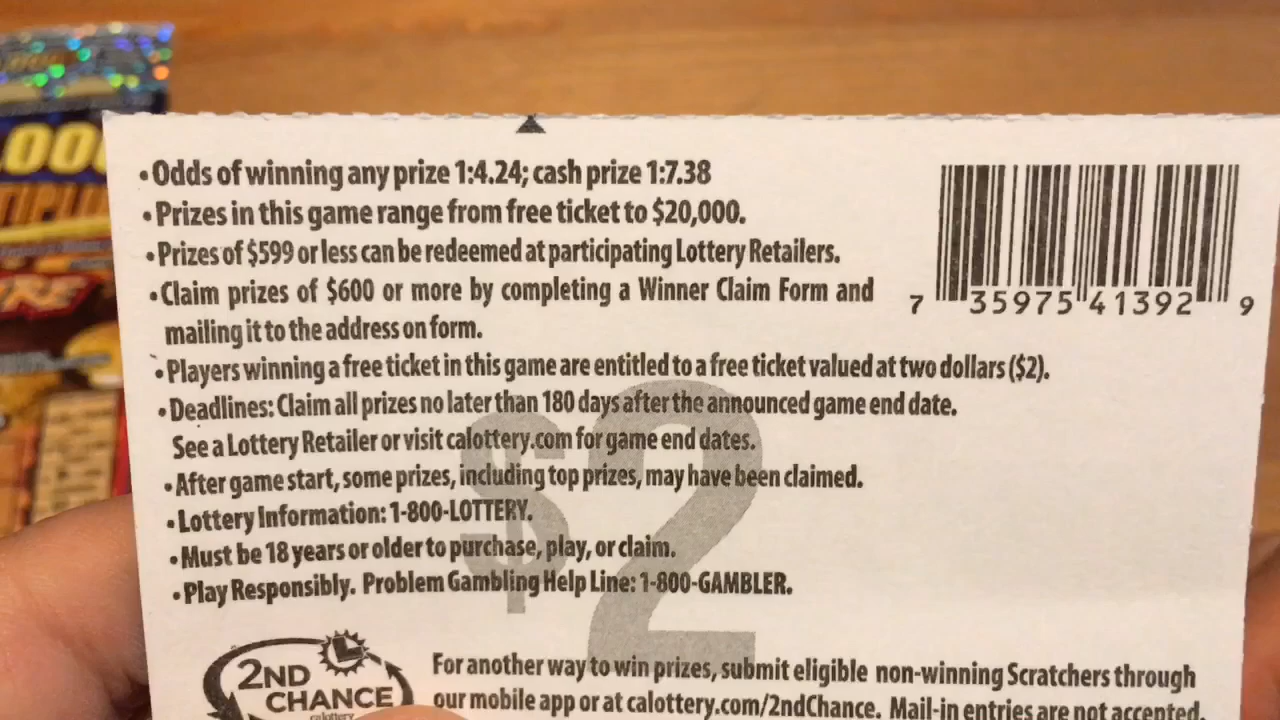 .00
• Odds of winning any prize 1:4.24; cash prize 1:7.38
• Prizes in this game range from free ticket to $20,000.
• Prizes of $599 or less can be redeemed at participating Lottery Retailers.
• Claim prizes of $600 or more by completing a Winner Claim Form and
mailing it to the address on form.
• Players winning a free ticket in this game are entitled to a free ticket valued at two dollars ($2).
• Deadlines: Claim all prizes no later than 180 days after the announced game end date.
See a Lottery Retailer or visit calottery.com for game end dates.
• After game start, some prizes, including top prizes, may have been claimed.
• Lottery Information: 1-800-LOTTERY.
• Must be 18 years or older to purchase, play, or claim.
• Play Responsibly. Problem Gambling Help Line: 1-800-GAMBLER.
7 35975 41392 9
$2
2ND
CHANCE
calottery
For another way to win prizes, submit eligible non-winning Scratchers through
our mobile app or at calottery.com/2ndChance. Mail-in entries are not accepted.